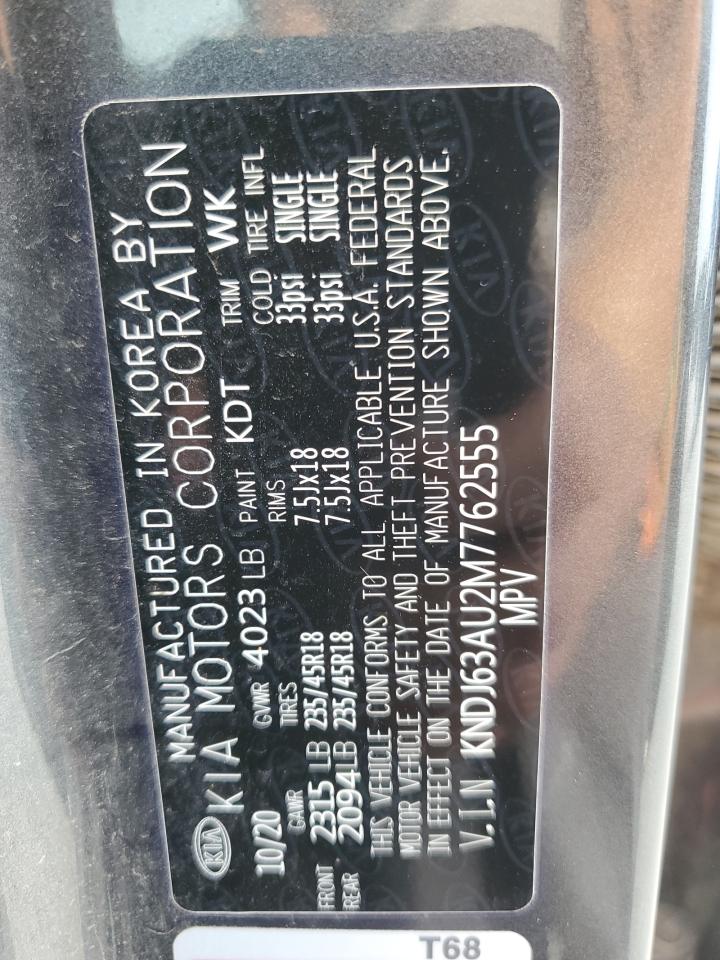 MANUFACTURED IN KOREA BY
KIA KIA MOTORS CORPORATION
10/20 GVWR 4023 LB PAINT KDT TRIM WK
GAWR TIRES RIMS COLD TIRE INFL
FRONT 2315 LB 235/45R18 7.5Jx18 33psi SINGLE
REAR 2094 LB 235/45R18 7.5Jx18 33psi SINGLE
THIS VEHICLE CONFORMS TO ALL APPLICABLE U.S.A. FEDERAL
MOTOR VEHICLE SAFETY AND THEFT PREVENTION STANDARDS
IN EFFECT ON THE DATE OF MANUFACTURE SHOWN ABOVE.
V.I.N KNDJ63AU2M7762555
MPV
T68